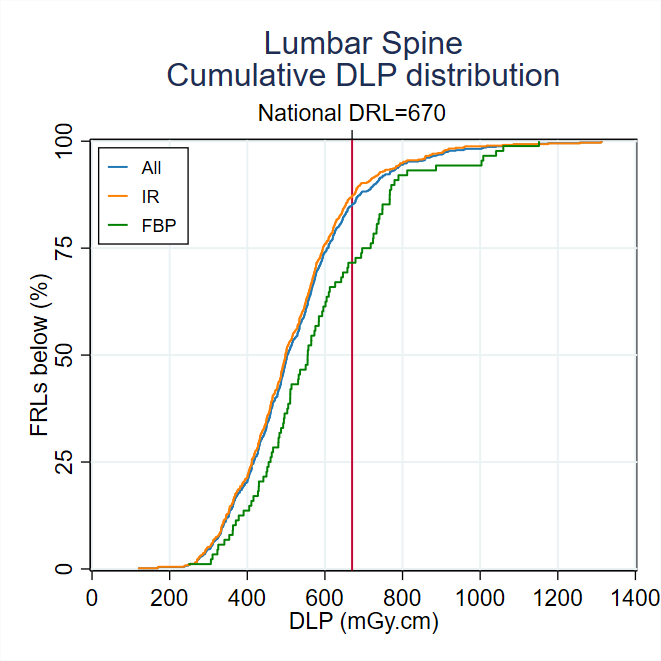 Lumbar Spine
Cumulative DLP distribution
National DRL=670
100
75
50
25
0
FRLs below (%)
All
IR
FBP
0 200 400 600 800 1000 1200 1400
DLP (mGy.cm)